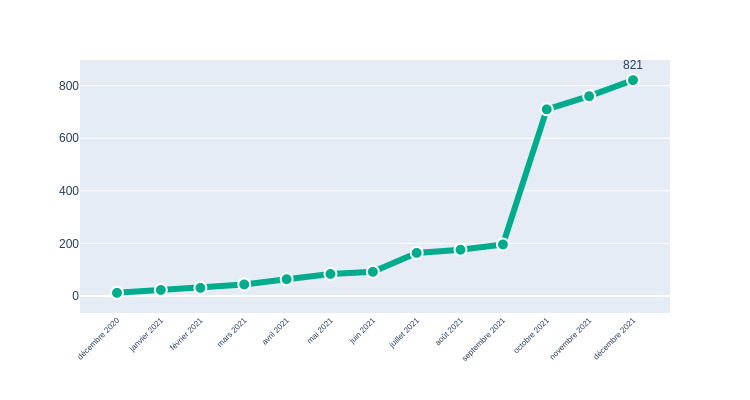 821
800
600
400
200
0
décembre 2020
janvier 2021
février 2021
mars 2021
avril 2021
mai 2021
juin 2021
juillet 2021
août 2021
septembre 2021
octobre 2021
novembre 2021
décembre 2021